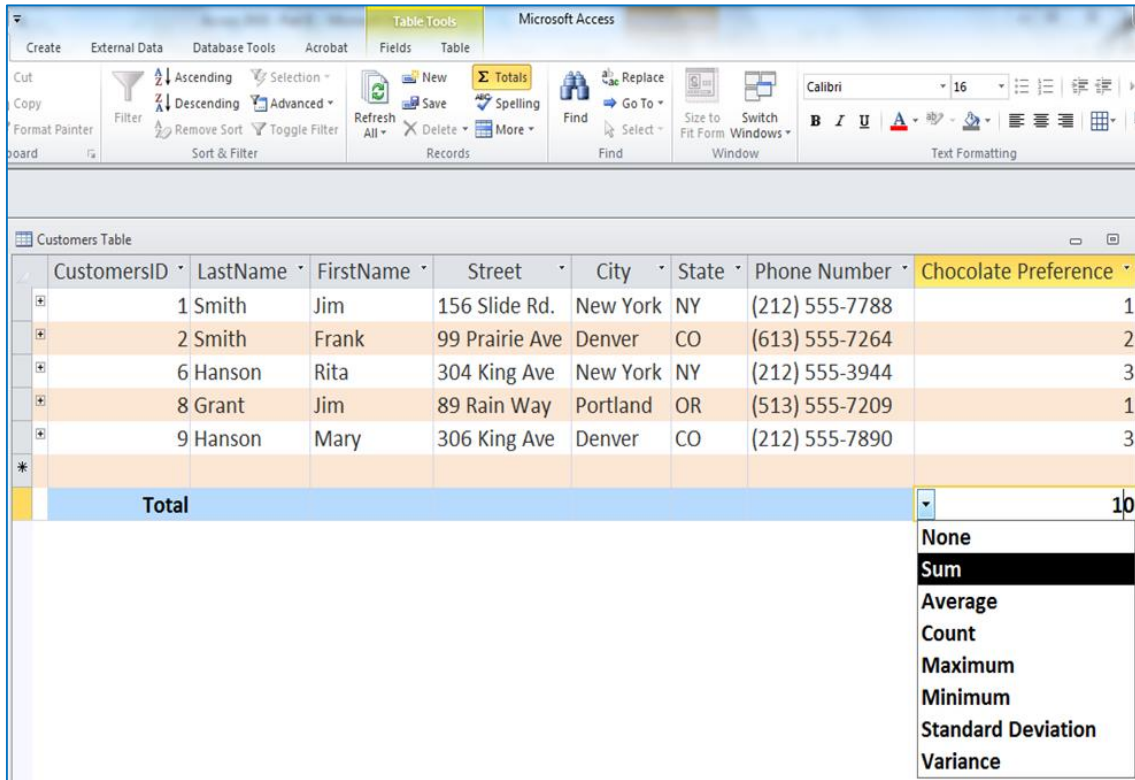 Table Tools Microsoft Access
Create External Data Database Tools Acrobat Fields Table
Cut Ascending Selection New Σ Totals Replace Calibri 16
Copy Filter Descending Advanced Refresh All Save Spelling Find Go To Size to Fit Form Switch Windows
Format Painter Remove Sort Toggle Filter Delete More Select B I U A
board Sort & Filter Records Find Window Text Formatting
Customers Table
CustomersID LastName FirstName Street City State Phone Number Chocolate Preference
1 Smith Jim 156 Slide Rd. New York NY (212) 555-7788 1
2 Smith Frank 99 Prairie Ave Denver CO (613) 555-7264 2
6 Hanson Rita 304 King Ave New York NY (212) 555-3944 3
8 Grant Jim 89 Rain Way Portland OR (513) 555-7209 1
9 Hanson Mary 306 King Ave Denver CO (212) 555-7890 3
*
Total 10
None
Sum
Average
Count
Maximum
Minimum
Standard Deviation
Variance